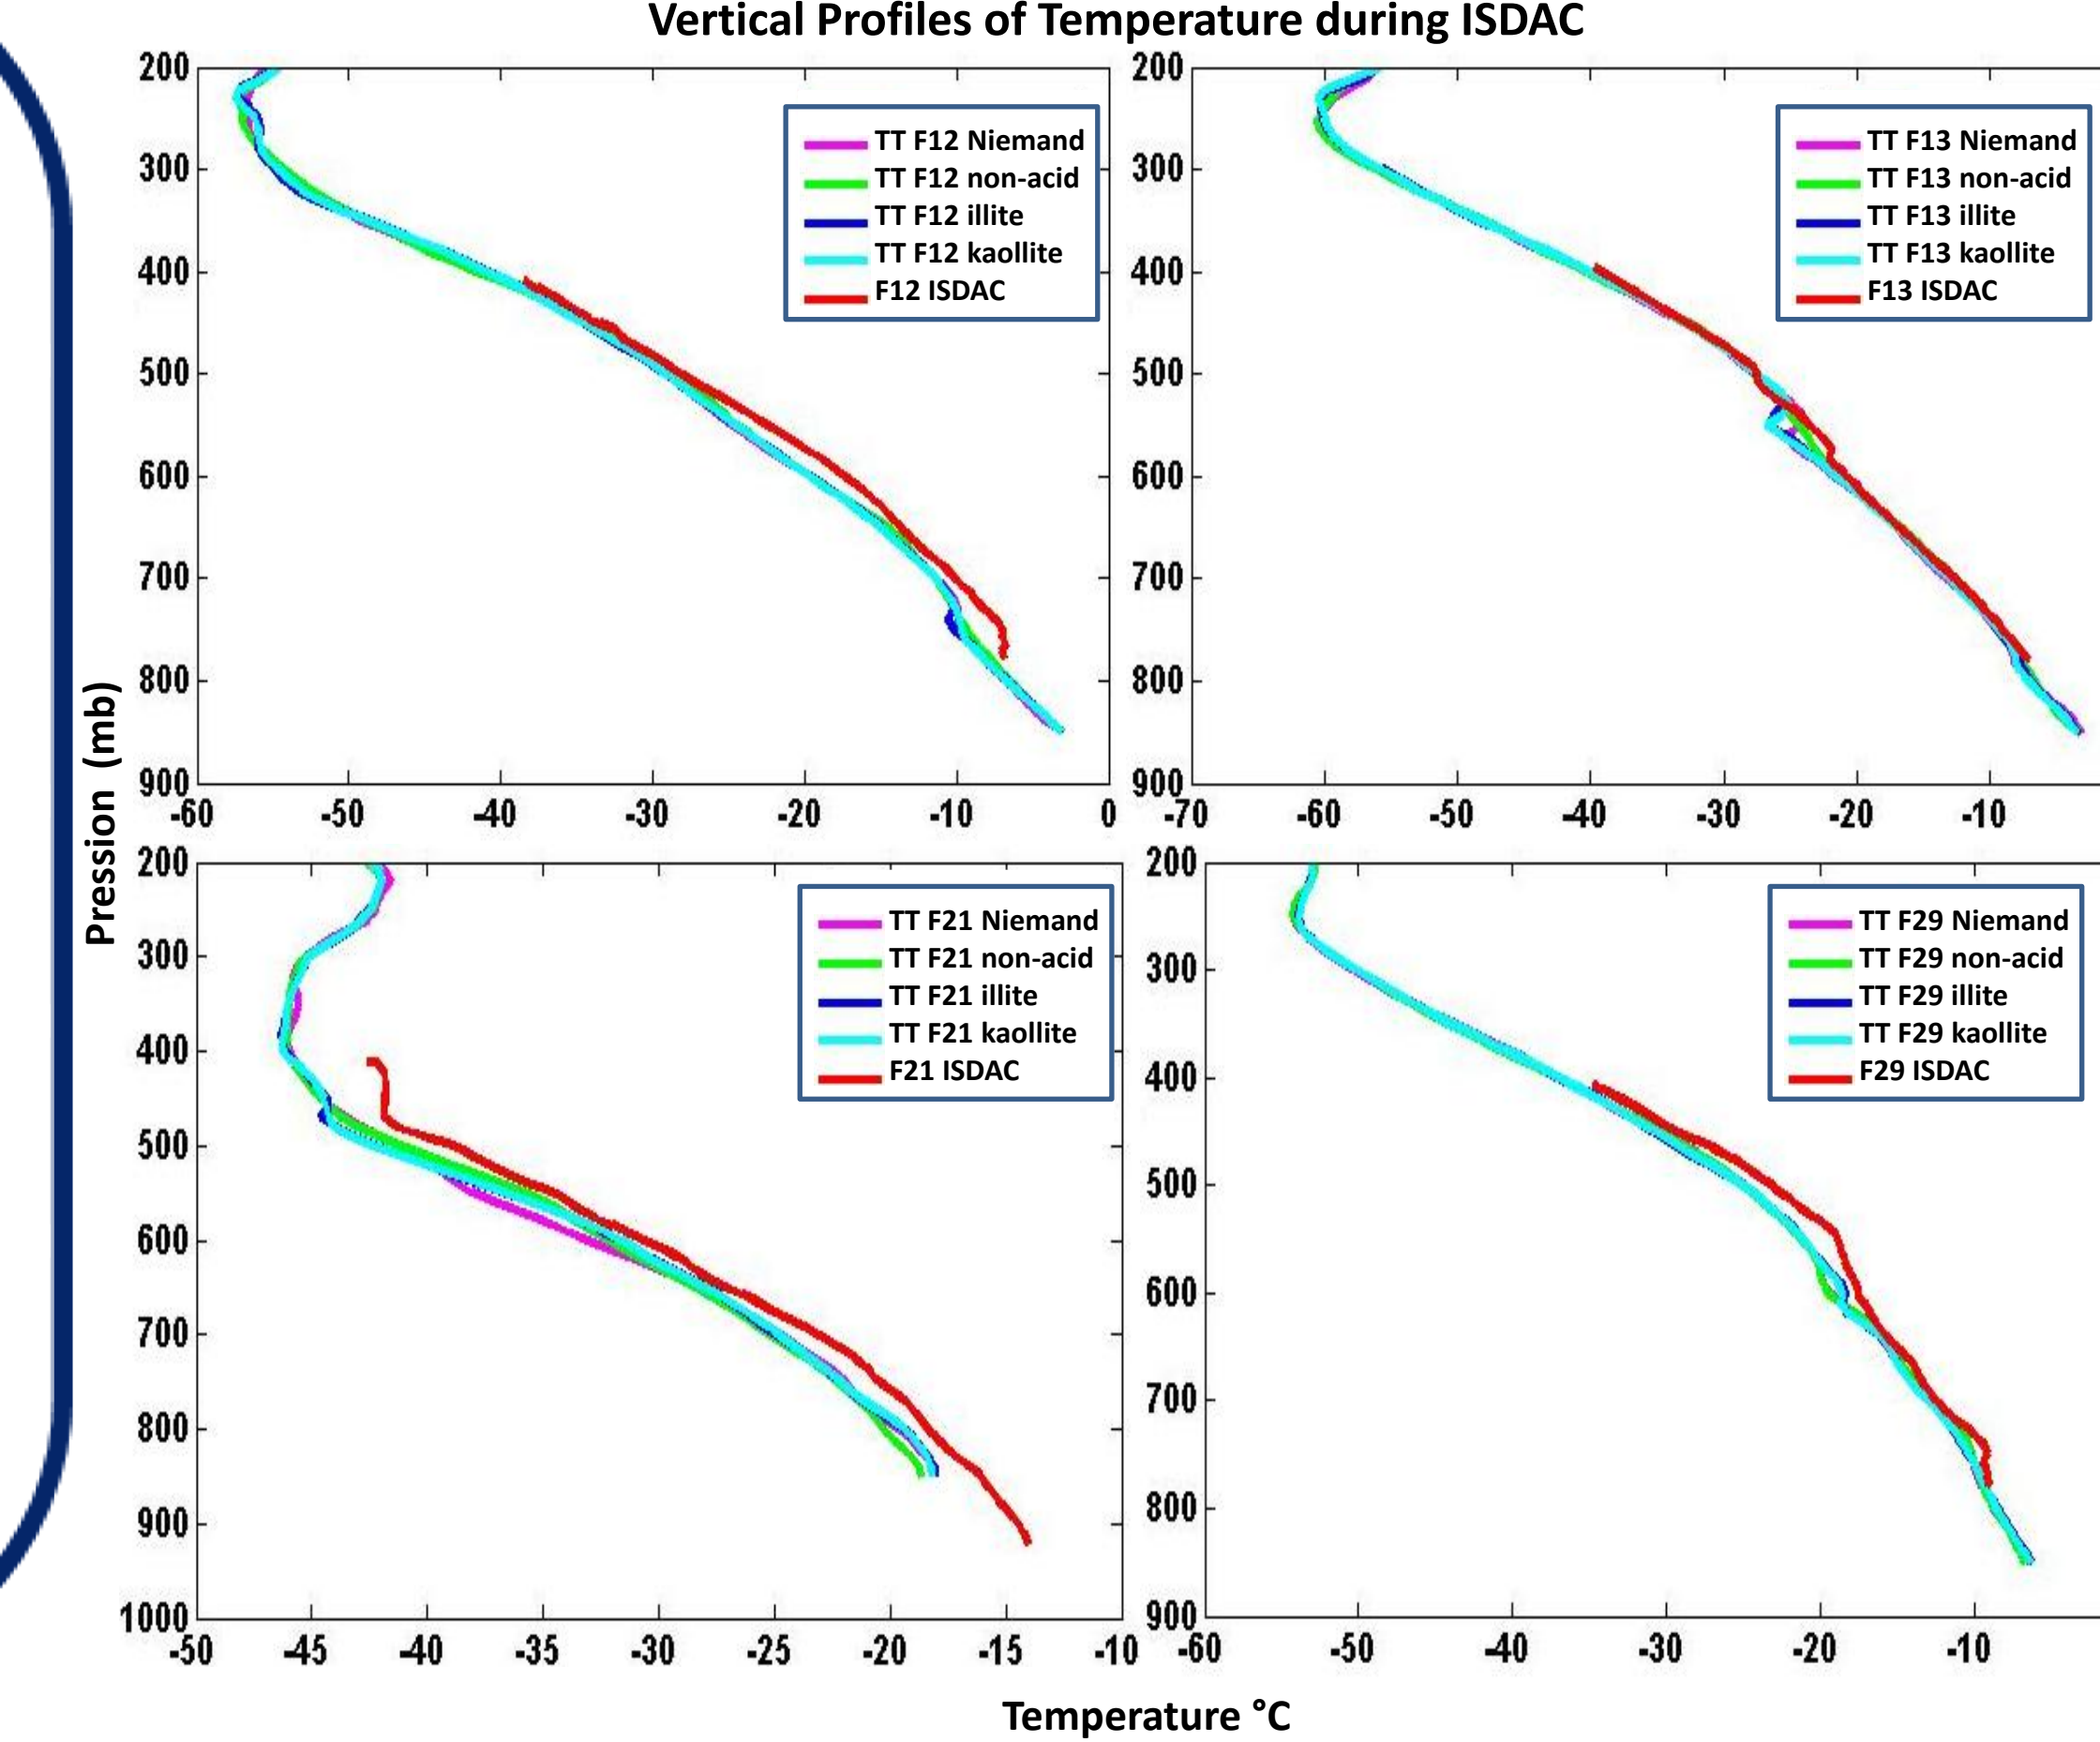 Vertical Profiles of Temperature during ISDAC
200
300
400
500
600
700
800
900
-60 -50 -40 -30 -20 -10 0
TT F12 Niemand
TT F12 non-acid
TT F12 illite
TT F12 kaollite
F12 ISDAC
200
300
400
500
600
700
800
900
-70 -60 -50 -40 -30 -20 -10
TT F13 Niemand
TT F13 non-acid
TT F13 illite
TT F13 kaollite
F13 ISDAC
Pression (mb)
200
300
400
500
600
700
800
900
1000
-50 -45 -40 -35 -30 -25 -20 -15 -10
TT F21 Niemand
TT F21 non-acid
TT F21 illite
TT F21 kaollite
F21 ISDAC
200
300
400
500
600
700
800
900
-60 -50 -40 -30 -20 -10
TT F29 Niemand
TT F29 non-acid
TT F29 illite
TT F29 kaollite
F29 ISDAC
Temperature °C